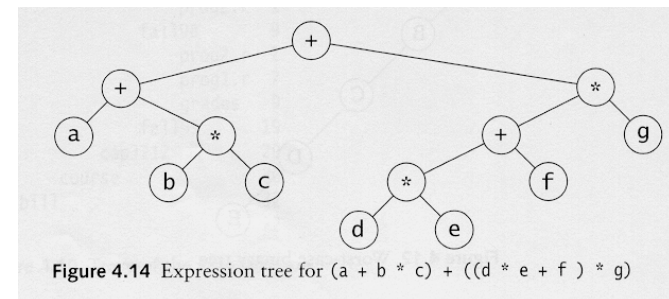 +
+ *
a * + g
b c * f
d e
Figure 4.14 Expression tree for (a + b * c) + ((d * e + f ) * g)